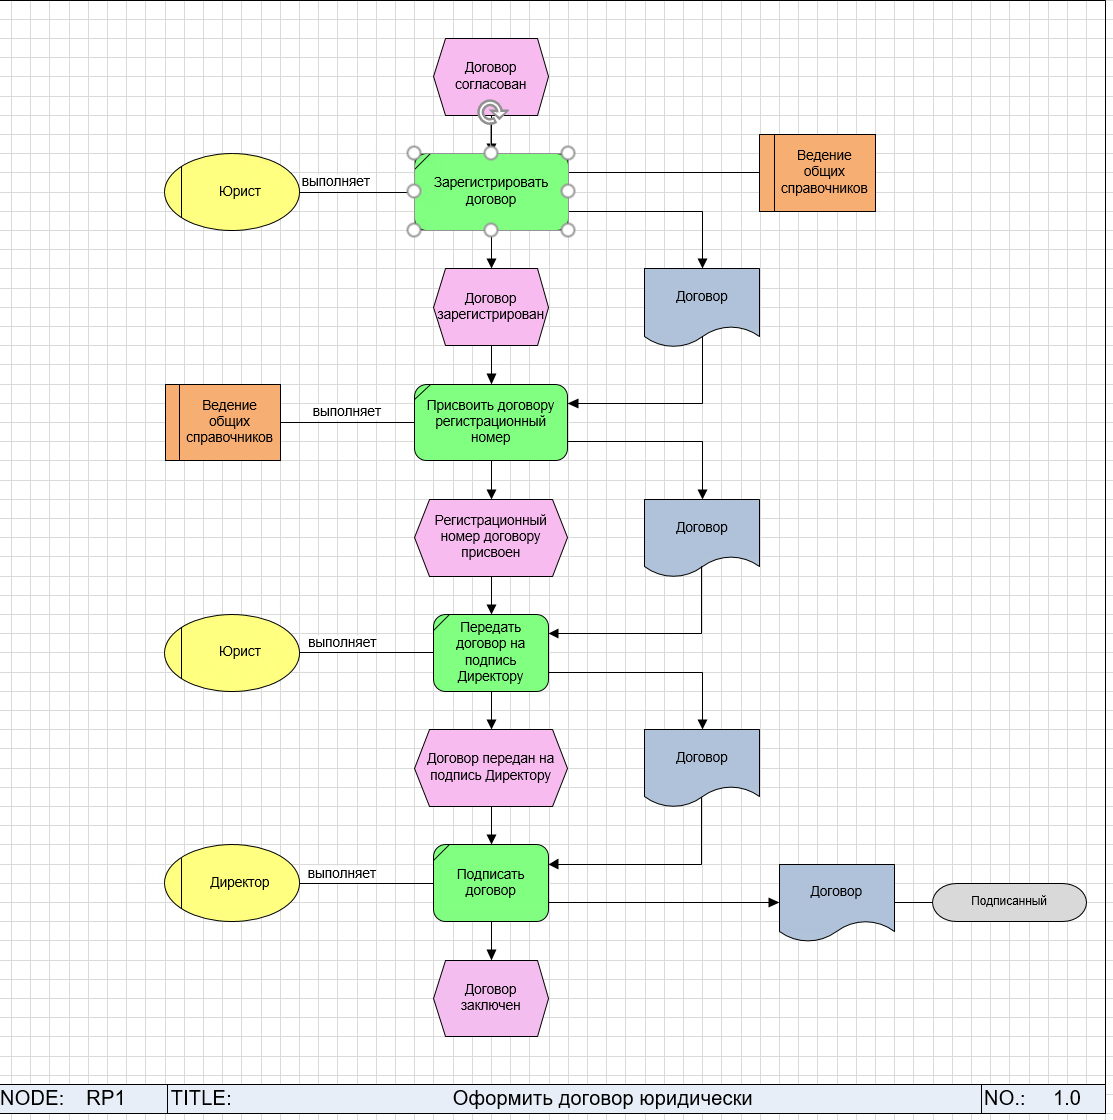 Договор
согласован
Юрист
выполняет
Зарегистрировать
договор
Ведение
общих
справочников
Договор
зарегистрирован
Договор
Ведение
общих
справочников
выполняет
Присвоить договору
регистрационный
номер
Регистрационный
номер договору
присвоен
Договор
Юрист
выполняет
Передать
договор на
подпись
Директору
Договор передан на
подпись Директору
Договор
Директор
выполняет
Подписать
договор
Договор
Подписанный
Договор
заключен
NODE: RP1 TITLE: Оформить договор юридически NO.: 1.0